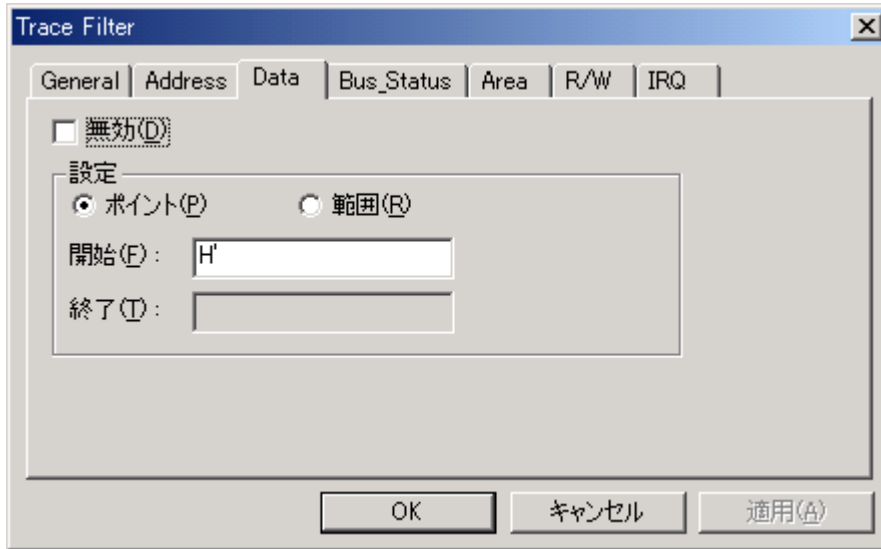 Trace Filter
General Address Data Bus_Status Area R/W IRQ
無効(D)
設定
ポイント(P) 範囲(R)
開始(F): H'
終了(T):
OK キャンセル 適用(A)